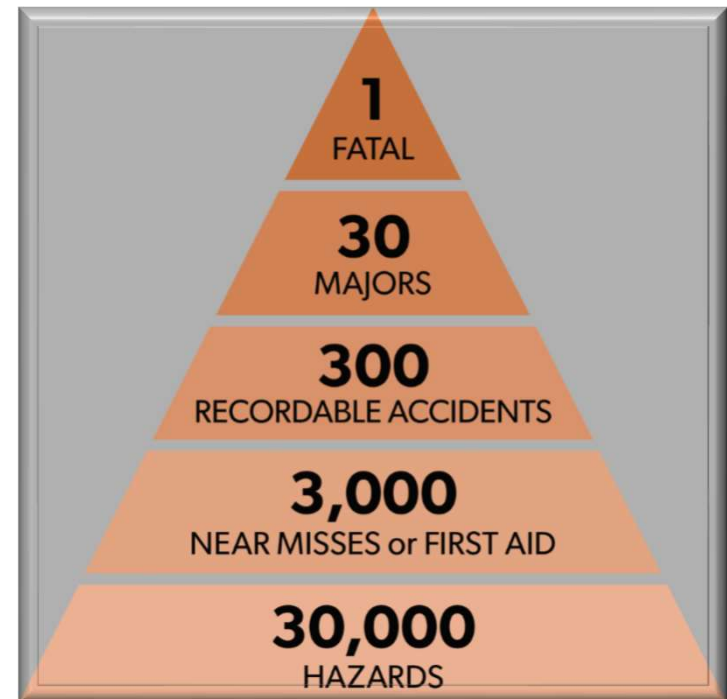 1
FATAL
30
MAJORS
300
RECORDABLE ACCIDENTS
3,000
NEAR MISSES or FIRST AID
30,000
HAZARDS